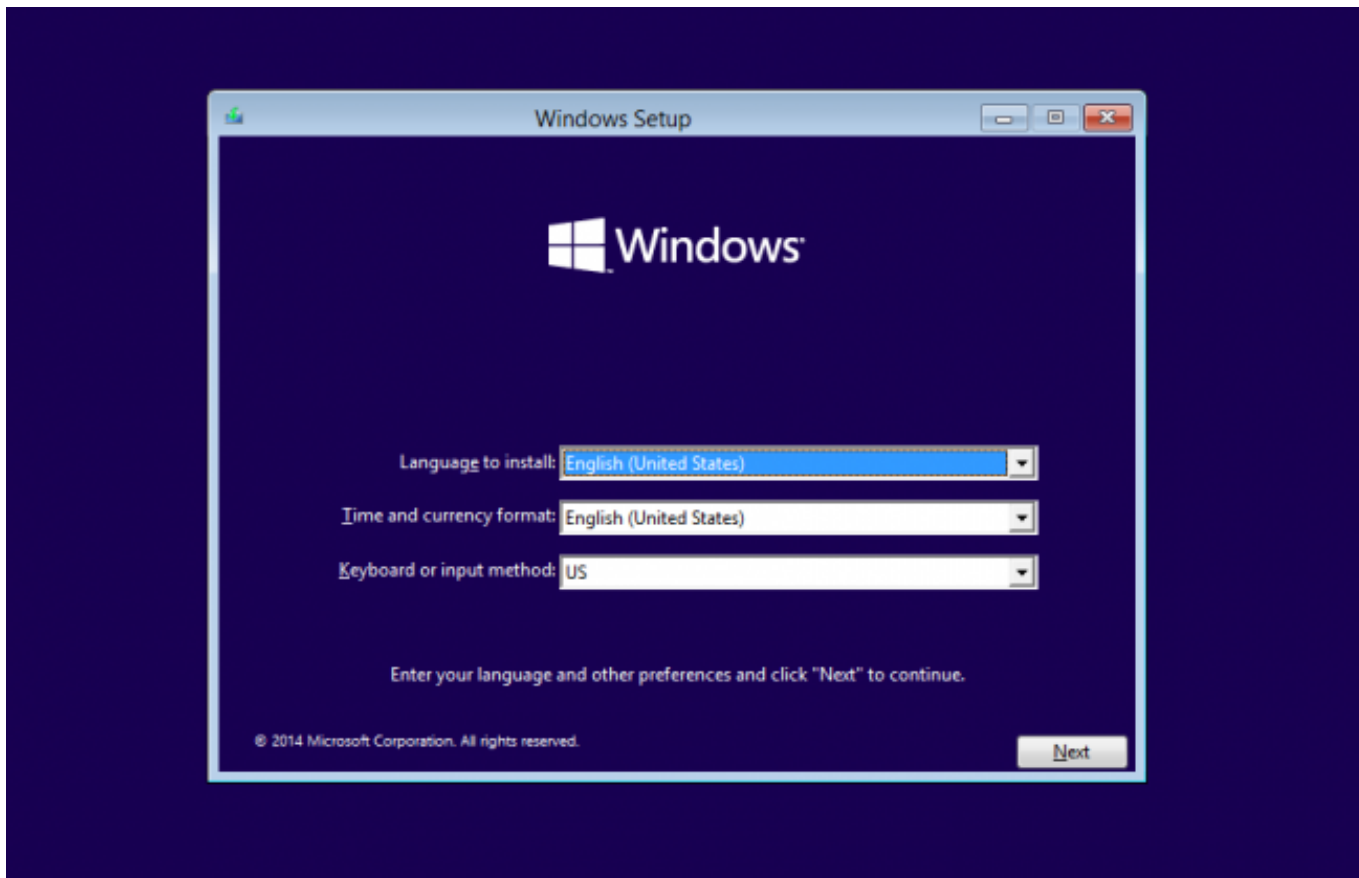 Windows Setup
Windows
Language to install: English (United States)
Time and currency format: English (United States)
Keyboard or input method: US
Enter your language and other preferences and click "Next" to continue.
© 2014 Microsoft Corporation. All rights reserved.
Next